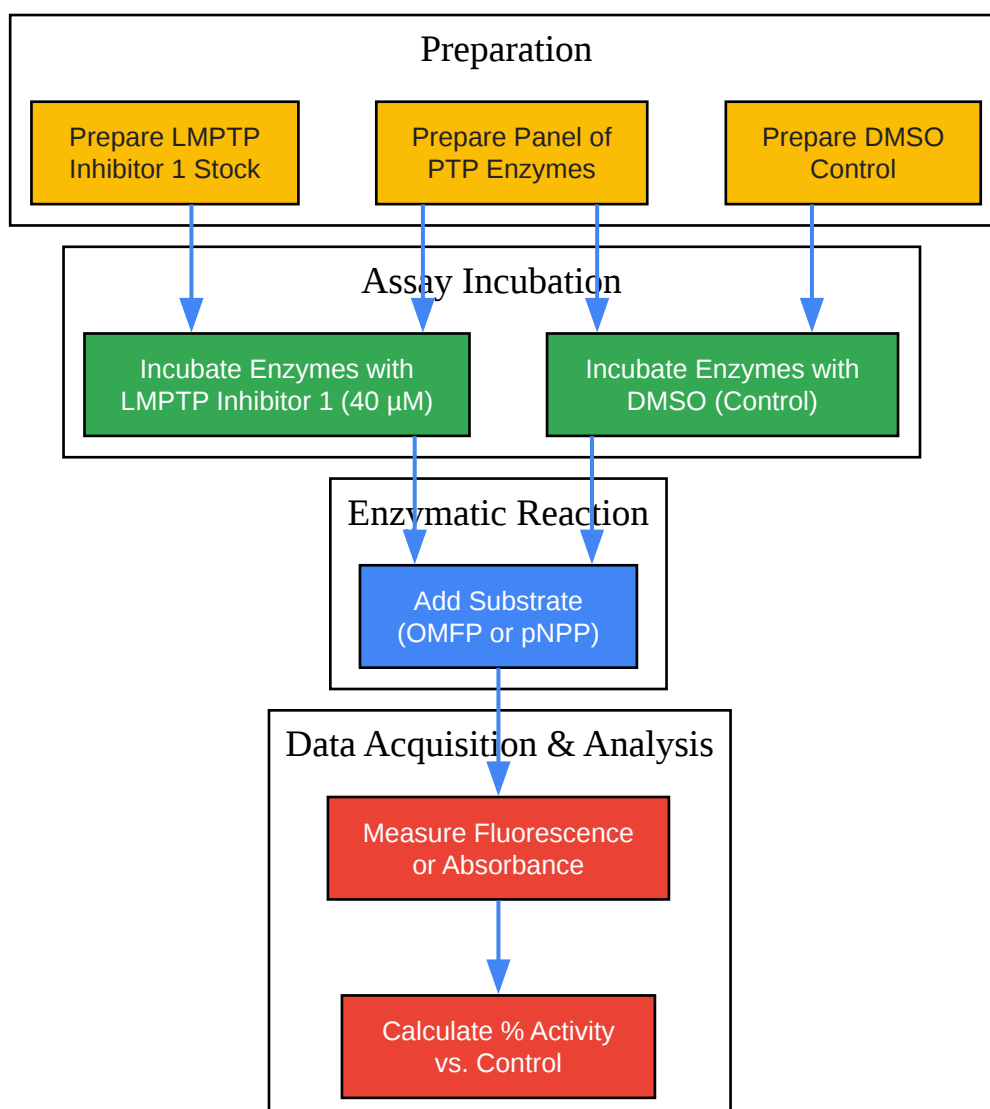 Preparation
Prepare LMPTP
Inhibitor 1 Stock
Prepare Panel of
PTP Enzymes
Prepare DMSO
Control
Assay Incubation
Incubate Enzymes with
LMPTP Inhibitor 1 (40 µM)
Incubate Enzymes with
DMSO (Control)
Enzymatic Reaction
Add Substrate
(OMFP or pNPP)
Data Acquisition & Analysis
Measure Fluorescence
or Absorbance
Calculate % Activity
vs. Control